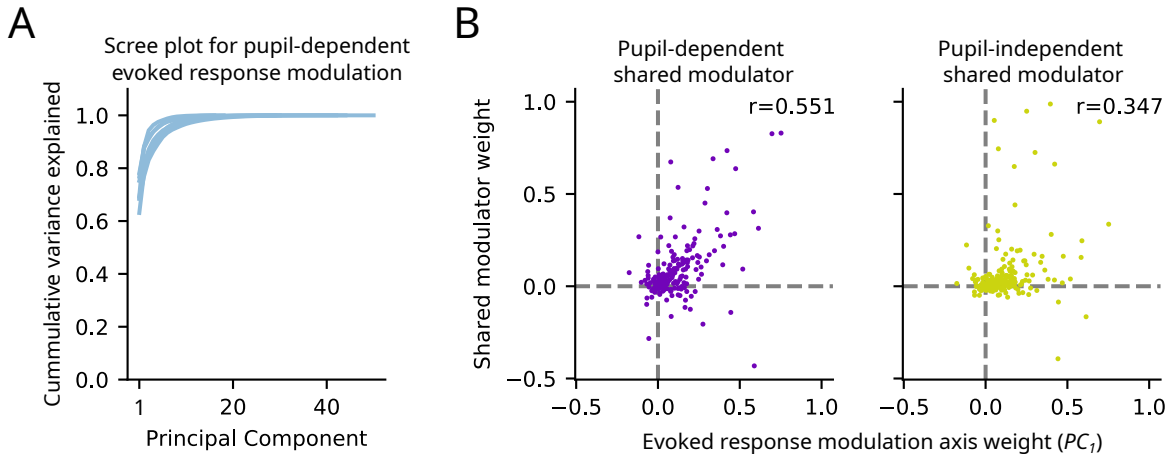 A
Scree plot for pupil-dependent
evoked response modulation
Cummulative variance explained
1.0
0.8
0.6
0.4
0.2
0.0
1
20
40
Principal Component
B
Pupil-dependent
shared modulator
r=0.551
Shared modulator weight
1.0
0.5
0.0
−0.5
−0.5
0.0
0.5
1.0
Pupil-independent
shared modulator
r=0.347
−0.5
0.0
0.5
1.0
Evoked response modulation axis weight (PC1)